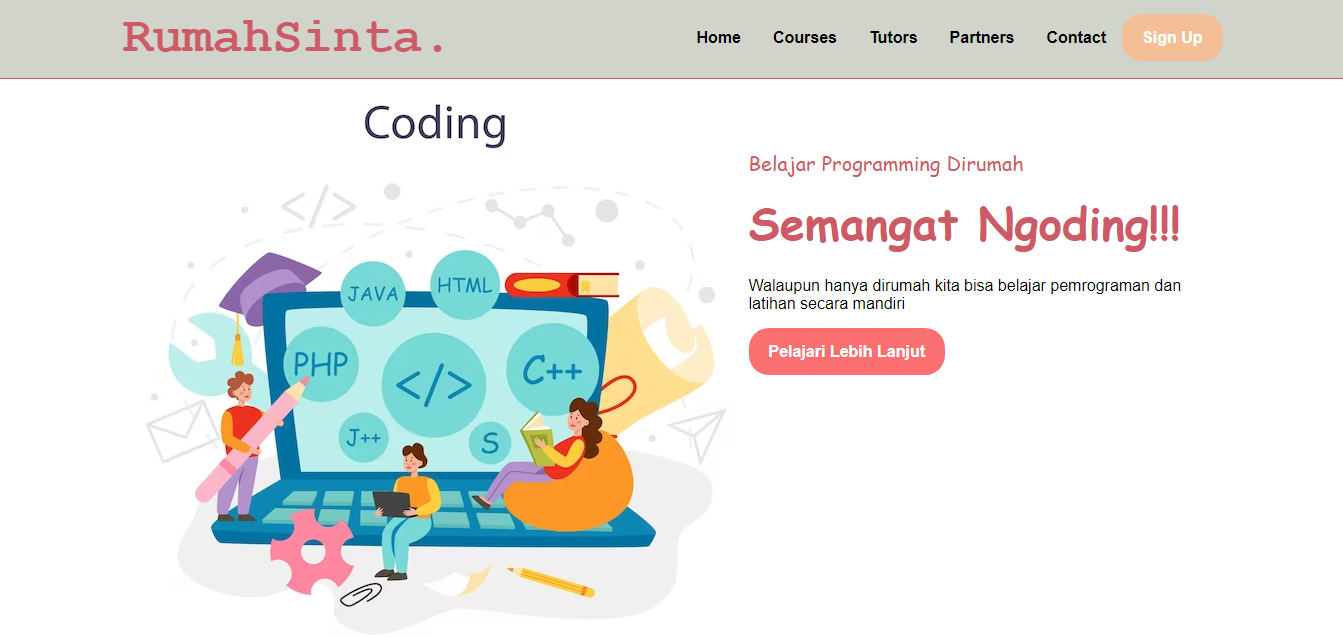 RumahSinta.
Home Courses Tutors Partners Contact Sign Up
Coding
Belajar Programming Dirumah
Semangat Ngoding!!!
Walaupun hanya dirumah kita bisa belajar pemrograman dan
latihan secara mandiri
Pelajari Lebih Lanjut
JAVA
HTML
PHP
</>
C++
J++
S
</>